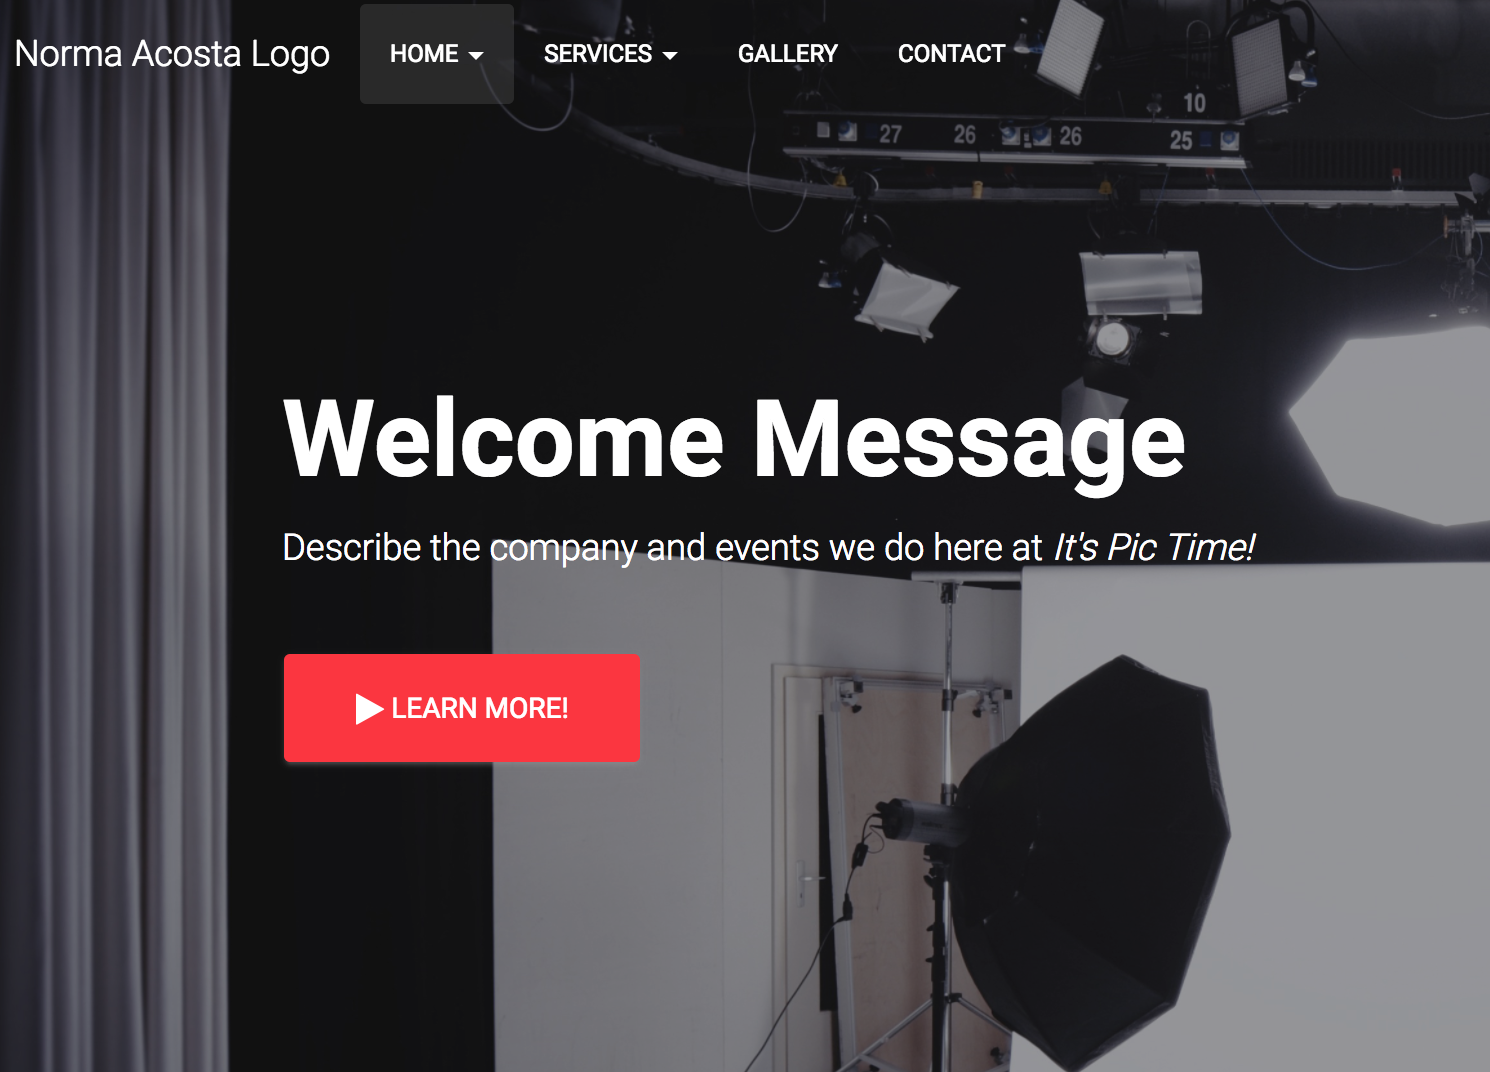 Norma Acosta Logo HOME SERVICES GALLERY CONTACT
10
27 26 26 25
Welcome Message
Describe the company and events we do here at It's Pic Time!
LEARN MORE!